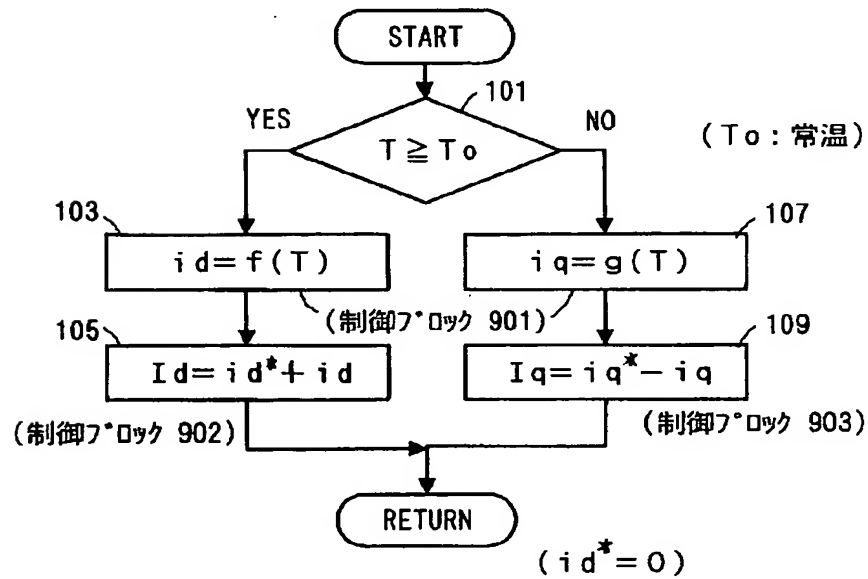 START
101
YES
NO
T≧To
(To:常温)
103
107
id=f(T)
iq=g(T)
(制御ブロック 901)
105
109
Id=id*+id
Iq=iq*-iq
(制御ブロック 902)
(制御ブロック 903)
RETURN
(id*=0)